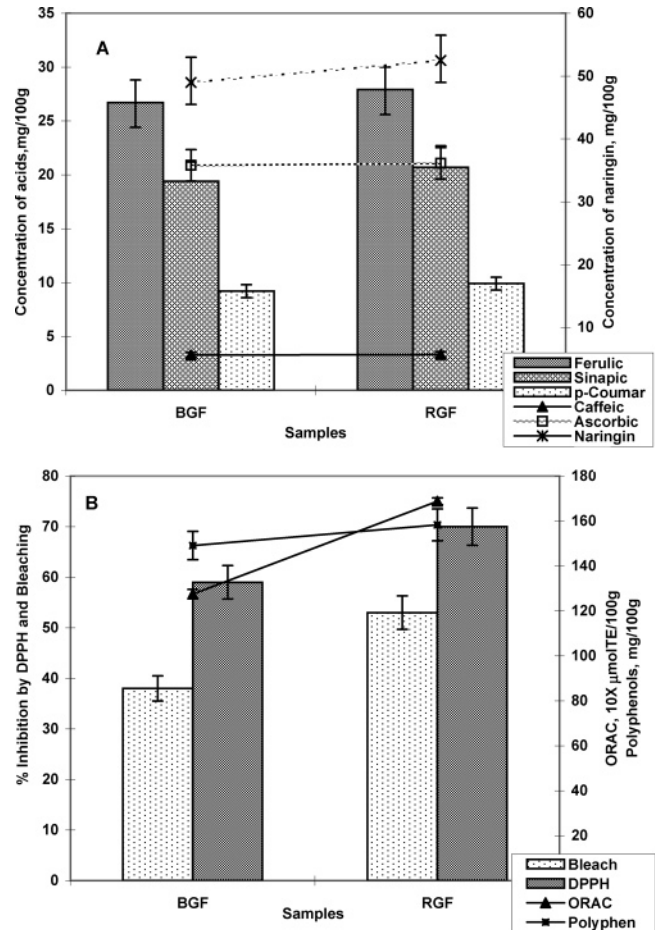 A
Concentration of acids,mg/100g
35
30
25
20
15
10
5
0
60
50
40
30
20
10
Concentration of naringin, mg/100g
BGF
RGF
Samples
Ferulic
Sinapic
p-Coumar
Caffeic
Ascorbic
Naringin
B
% Inhibition by DPPH and Bleaching
80
70
60
50
40
30
20
10
0
180
160
140
120
100
80
60
40
20
ORAC, 10X μmolTE/100g
Polyphenols, mg/100g
BGF
RGF
Samples
Bleach
DPPH
ORAC
Polyphen